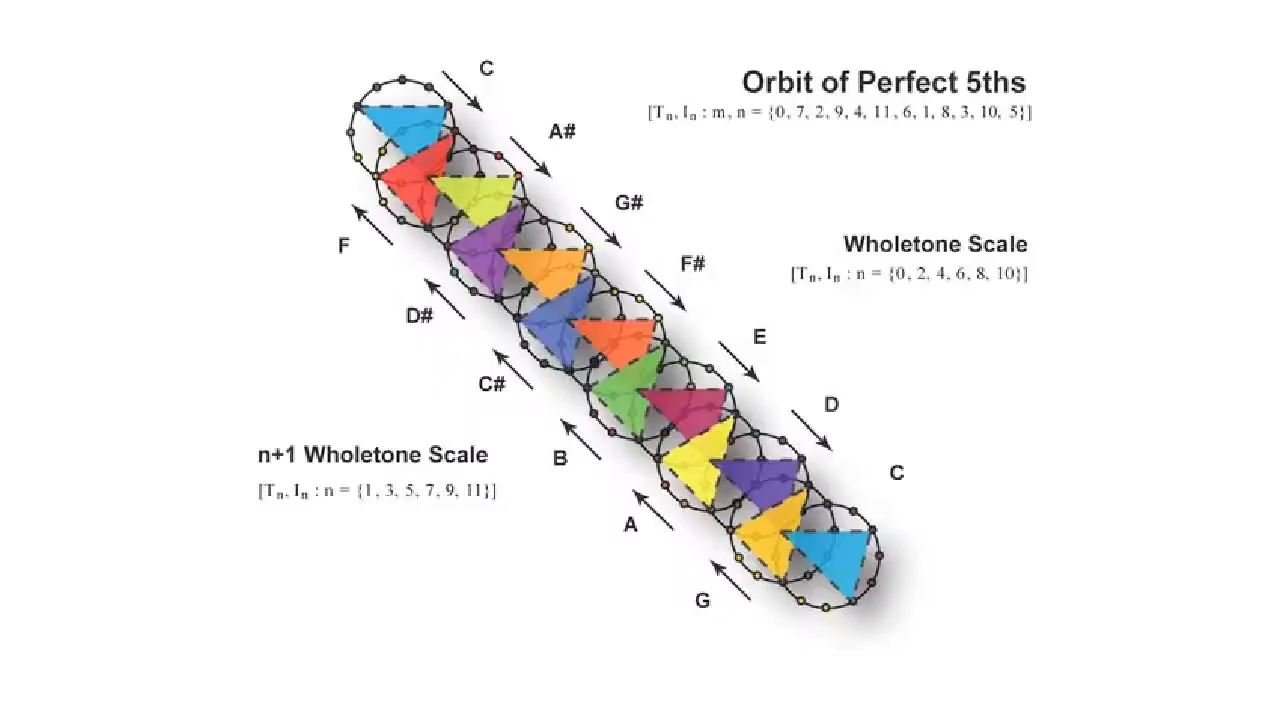 Orbit of Perfect 5ths
[Tn, In : m, n = {0, 7, 2, 9, 4, 11, 6, 1, 8, 3, 10, 5}]
Wholetone Scale
[Tn, In : n = {0, 2, 4, 6, 8, 10}]
C
A#
G#
F#
E
D
C
F
D#
C#
B
A
G
n+1 Wholetone Scale
[Tn, In : n = {1, 3, 5, 7, 9, 11}]